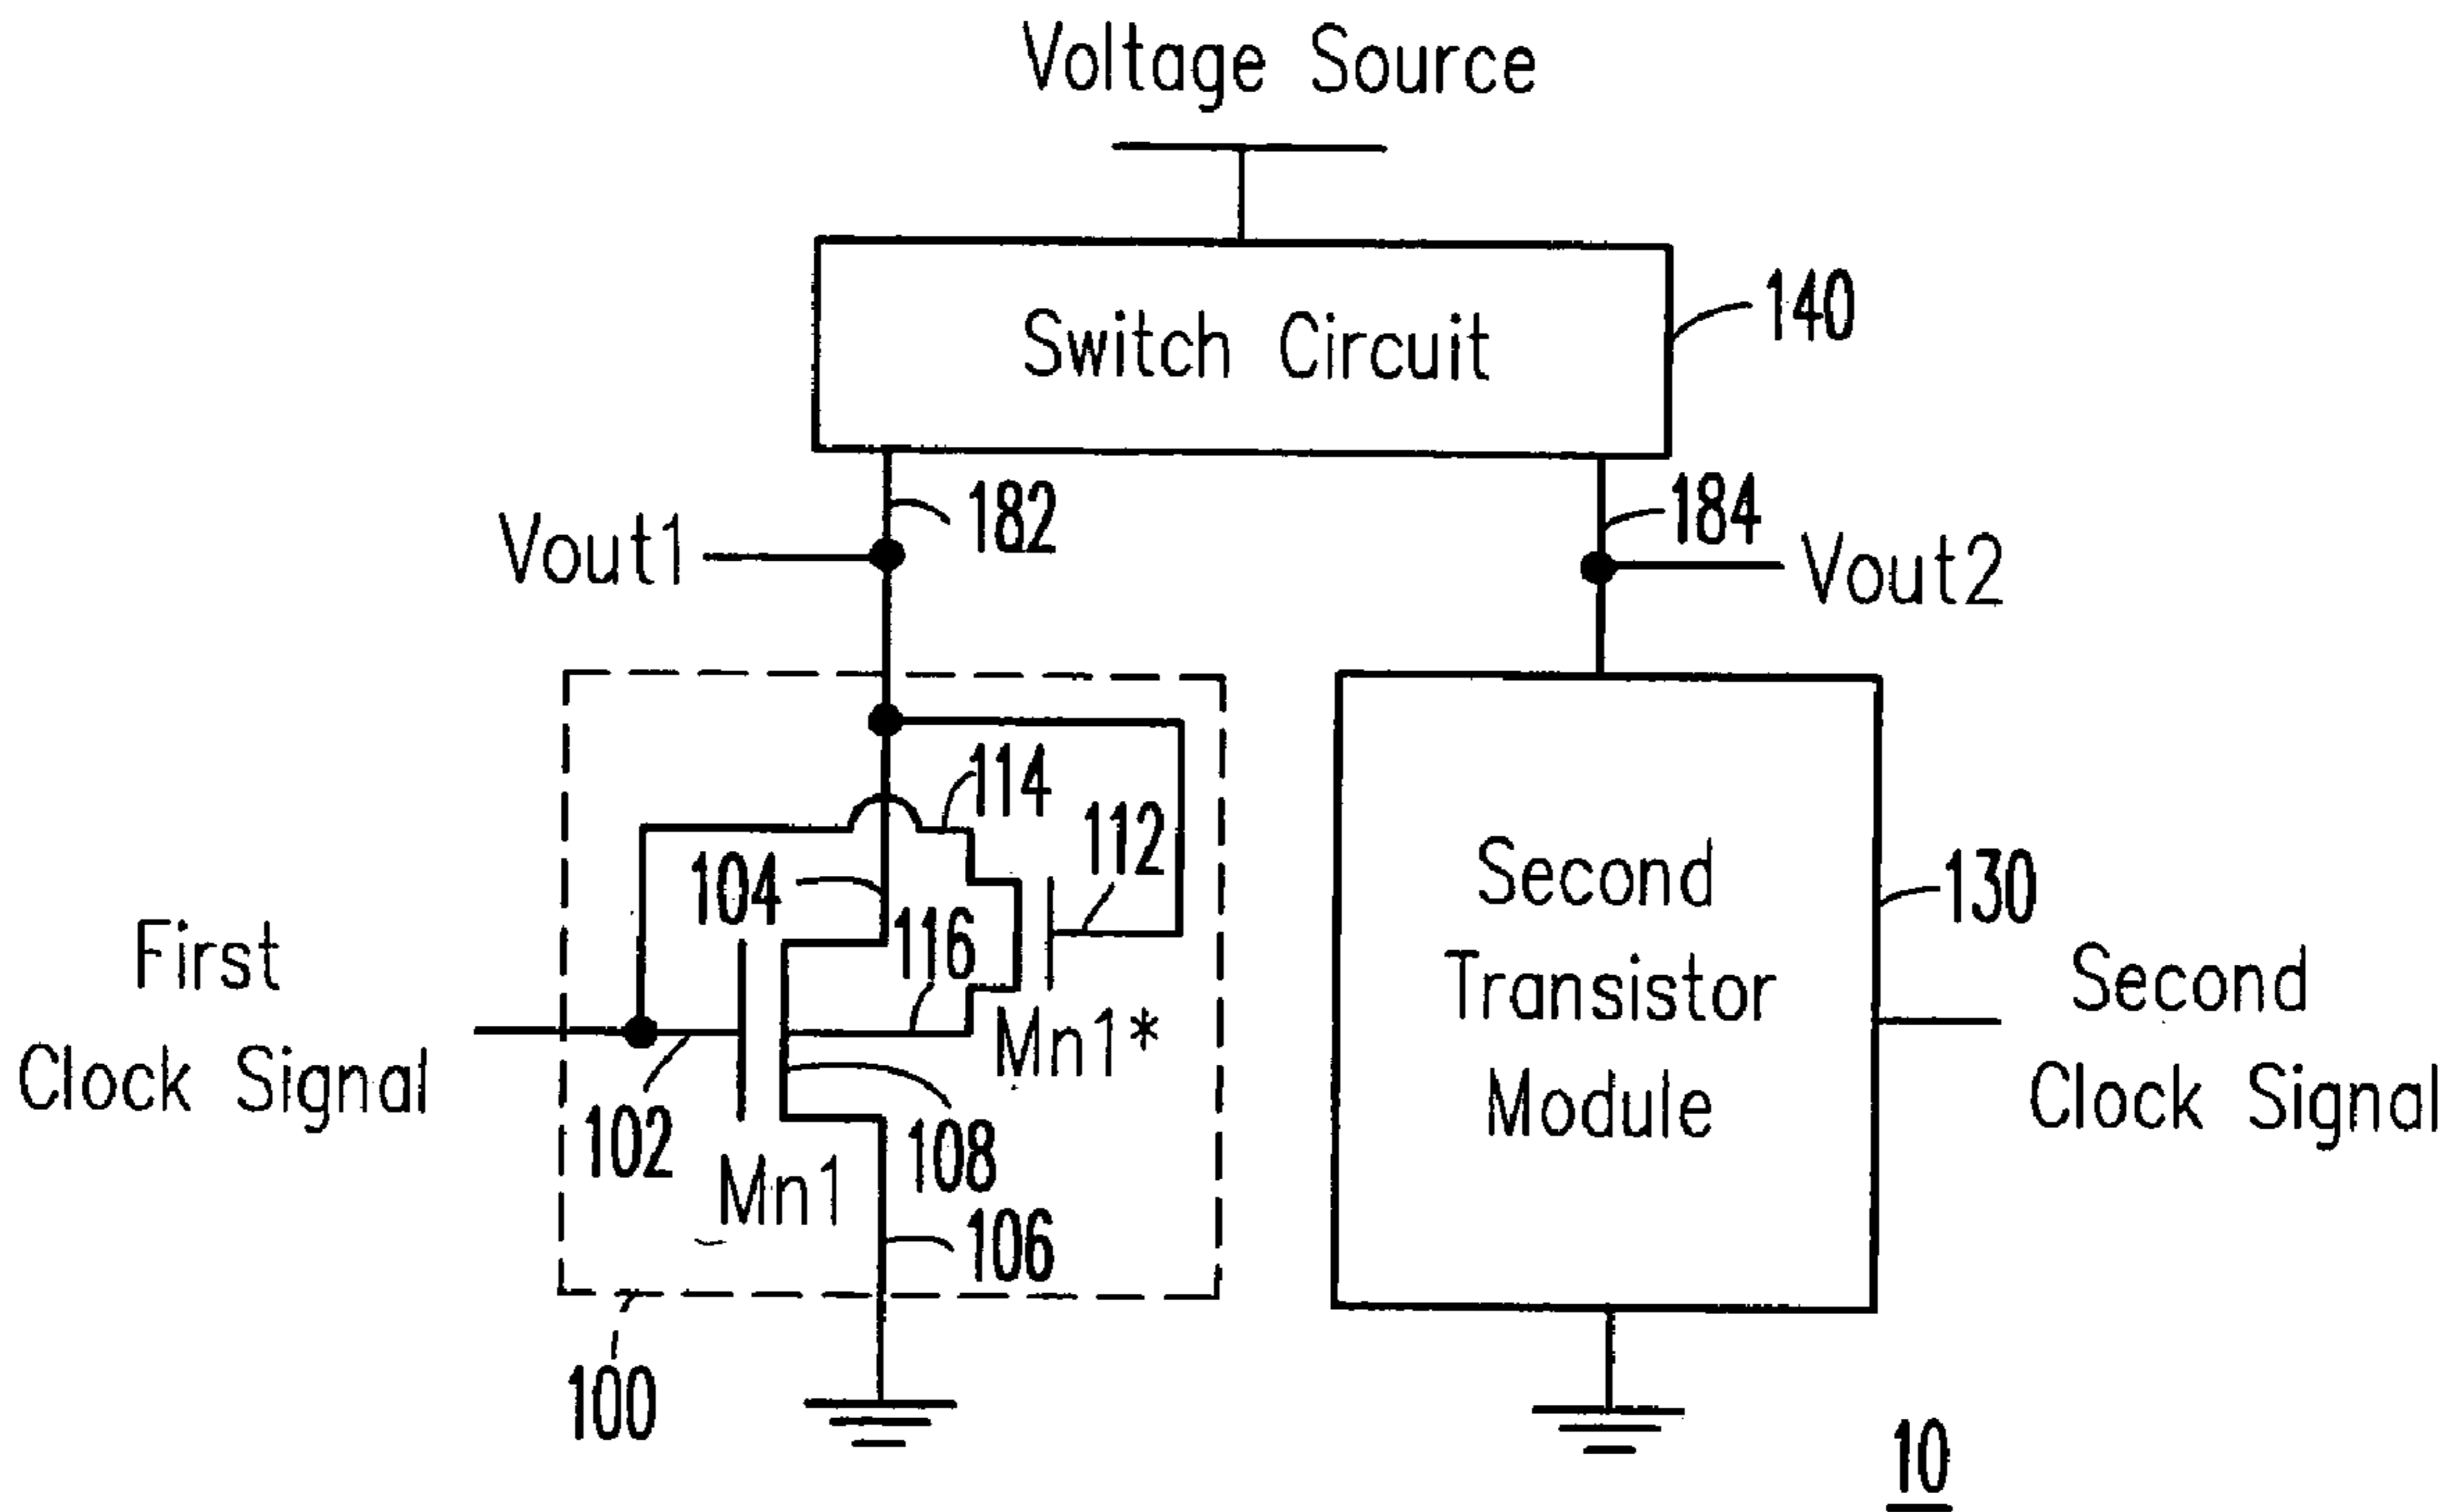 Voltage Source
Switch Circuit
140
182
184
Vout1
Vout2
114
112
104
116
First
Clock Signal
Second
Transistor
Module
130
Second
Clock Signal
Mn1*
102
108
Mn1
106
100
10